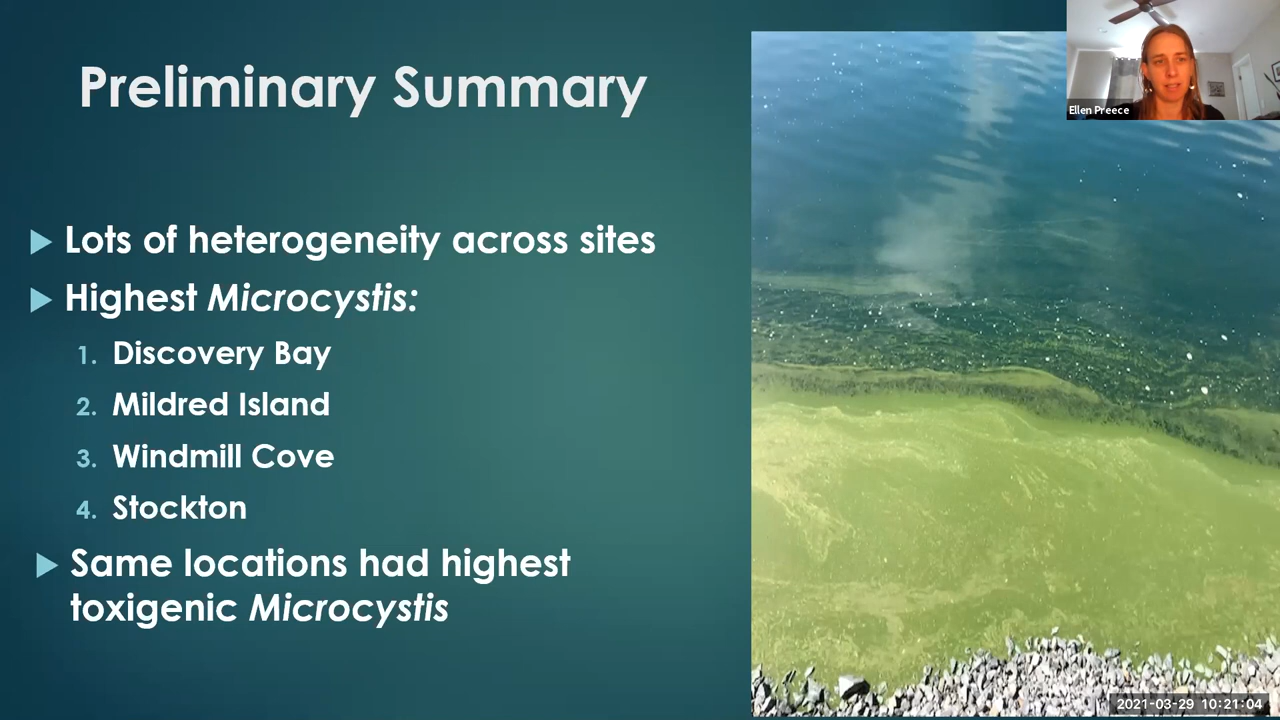 Preliminary Summary
Ellen Preece
Lots of heterogeneity across sites
Highest Microcystis:
1. Discovery Bay
2. Mildred Island
3. Windmill Cove
4. Stockton
Same locations had highest
toxigenic Microcystis
2021-03-29 10:21:04